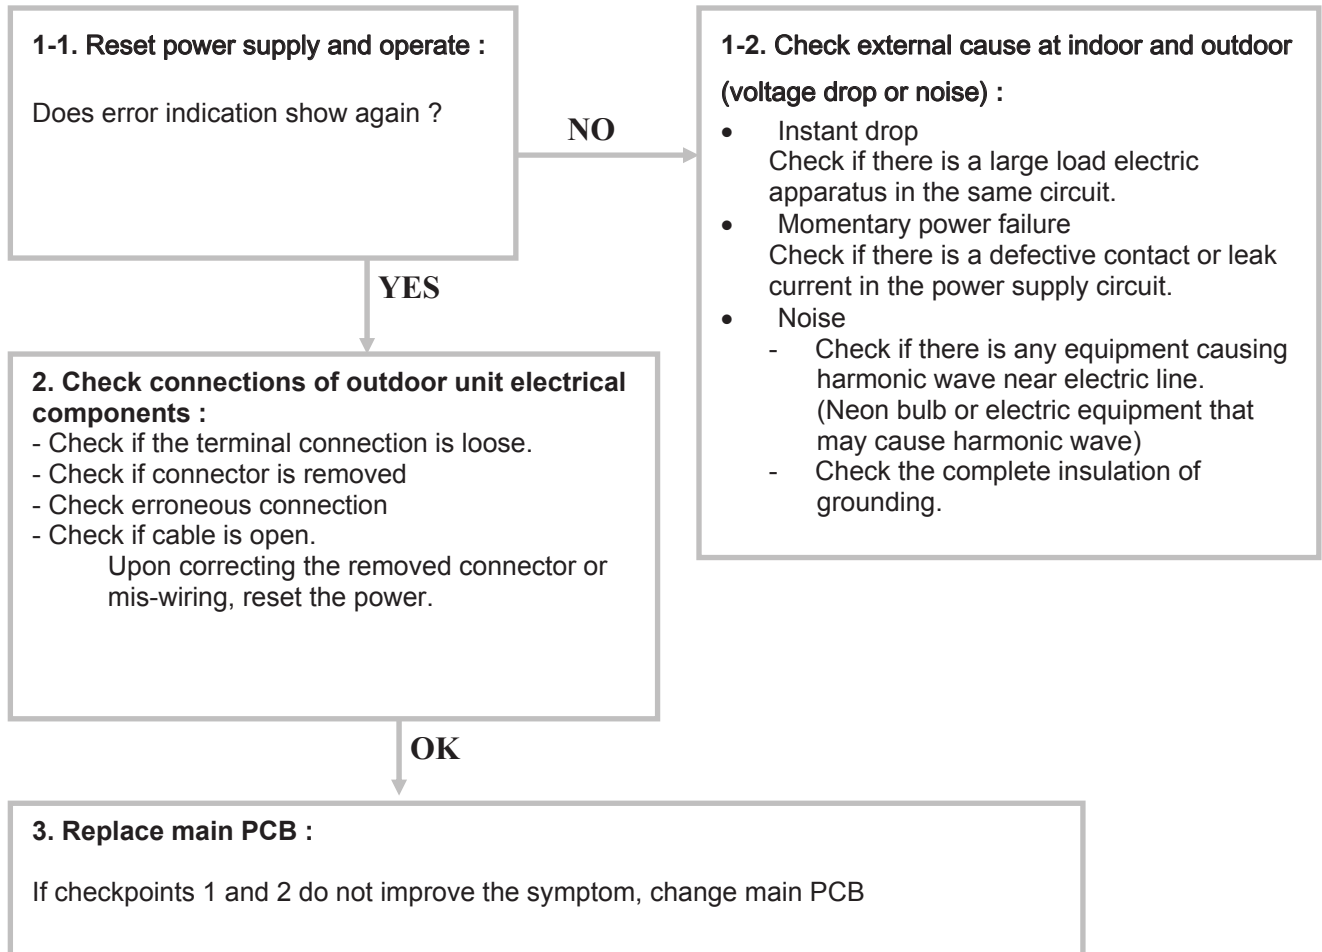 1-1. Reset power supply and operate :
Does error indication show again ?
NO
1-2. Check external cause at indoor and outdoor
(voltage drop or noise) :
• Instant drop
Check if there is a large load electric
apparatus in the same circuit.
• Momentary power failure
Check if there is a defective contact or leak
current in the power supply circuit.
• Noise
- Check if there is any equipment causing
harmonic wave near electric line.
(Neon bulb or electric equipment that
may cause harmonic wave)
- Check the complete insulation of
grounding.
YES
2. Check connections of outdoor unit electrical
components :
- Check if the terminal connection is loose.
- Check if connector is removed
- Check erroneous connection
- Check if cable is open.
Upon correcting the removed connector or
mis-wiring, reset the power.
OK
3. Replace main PCB :
If checkpoints 1 and 2 do not improve the symptom, change main PCB